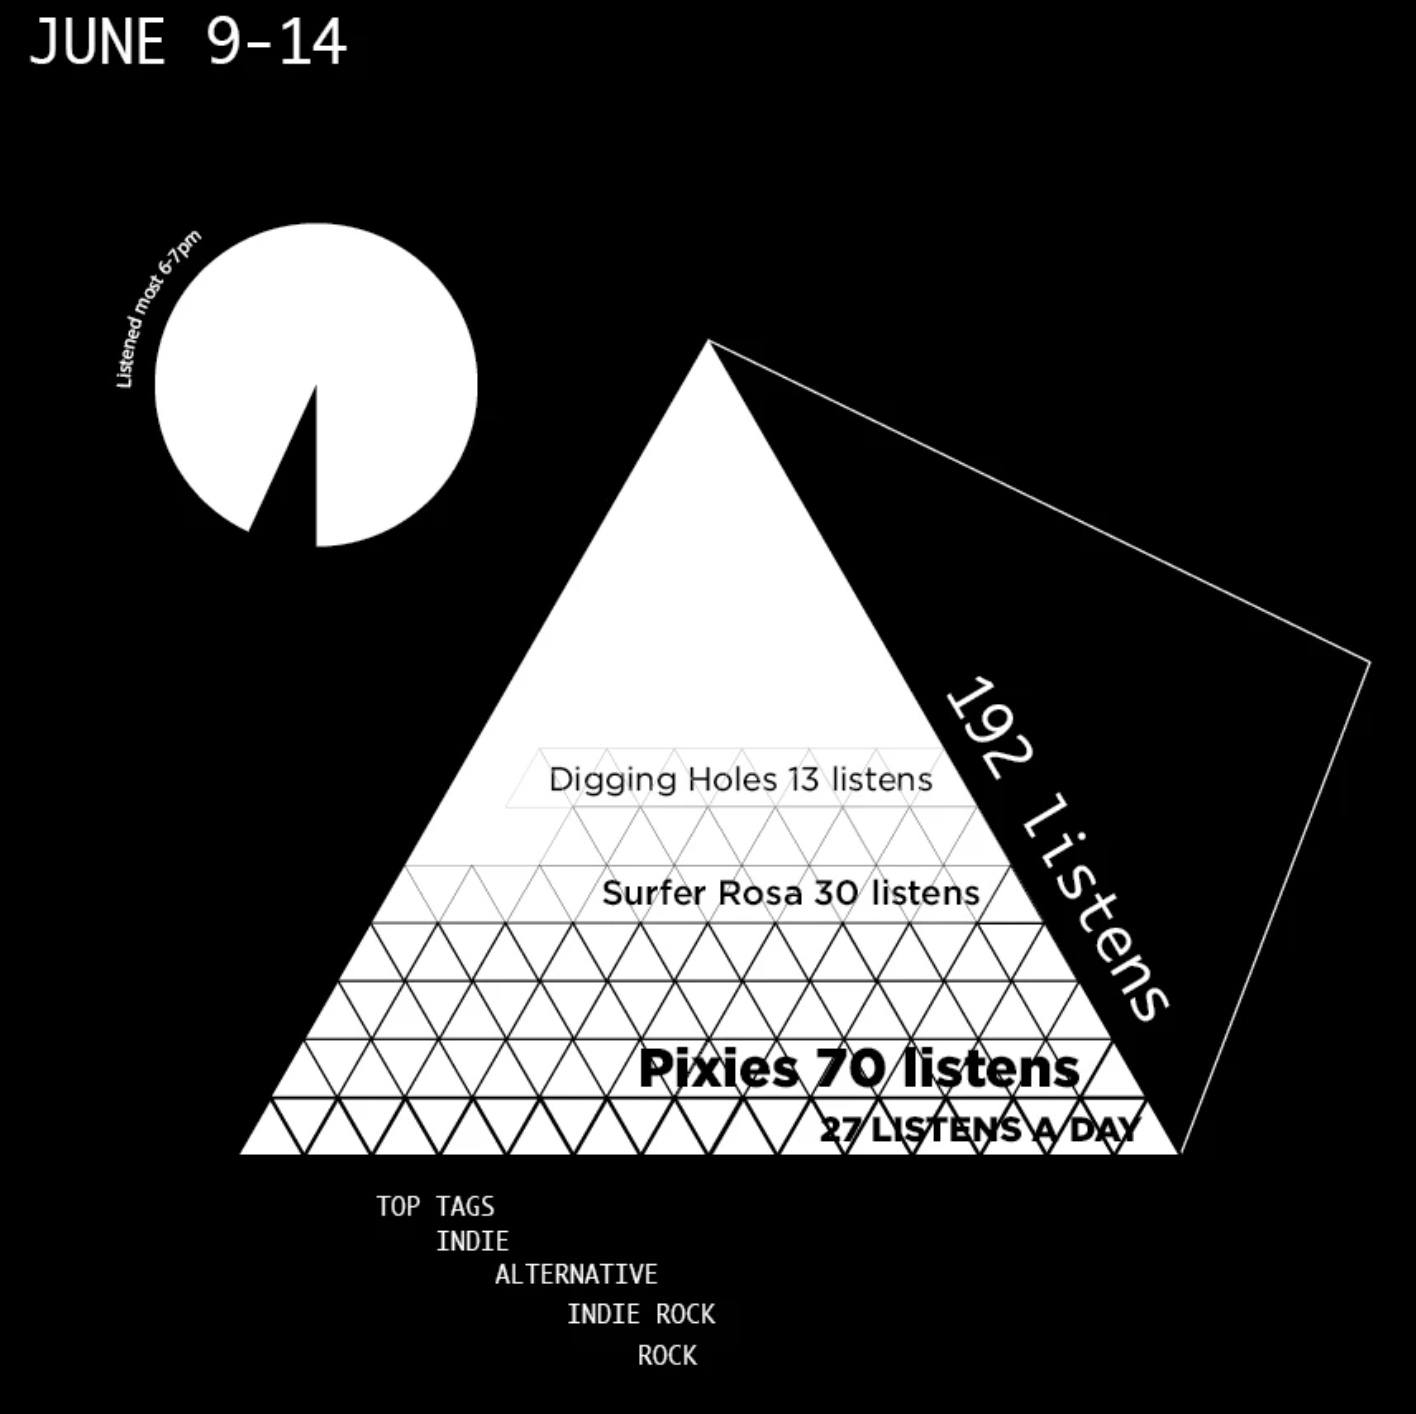 JUNE 9-14
Listened most 6-7pm
192 listens
Digging Holes 13 listens
Surfer Rosa 30 listens
Pixies 70 listens
27 LISTENS A DAY
TOP TAGS
INDIE
ALTERNATIVE
INDIE ROCK
ROCK